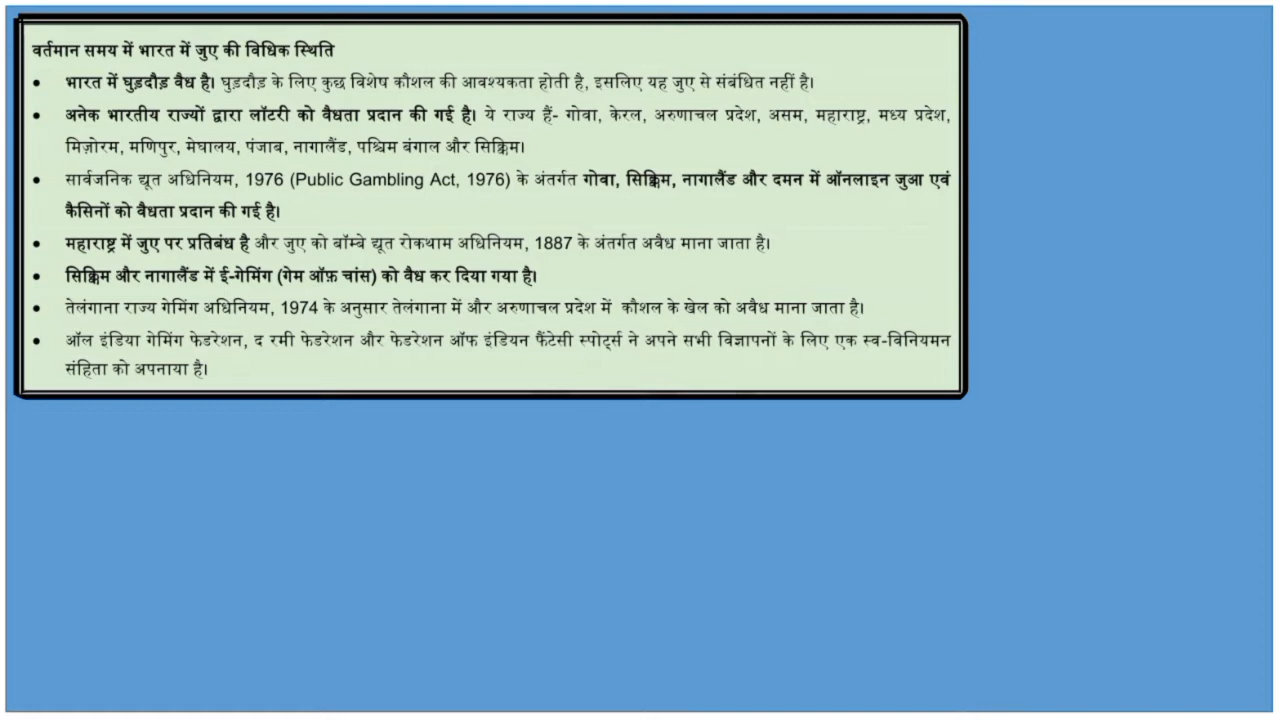 वर्तमान समय में भारत में जुए की विधिक स्थिति
• भारत में घुड़दौड़ वैध है। घुड़दौड़ के लिए कुछ विशेष कौशल की आवश्यकता होती है, इसलिए यह जुए से संबंधित नहीं है।
• अनेक भारतीय राज्यों द्वारा लॉटरी को वैधता प्रदान की गई है। ये राज्य हैं- गोवा, केरल, अरुणाचल प्रदेश, असम, महाराष्ट्र, मध्य प्रदेश,
मिज़ोरम, मणिपुर, मेघालय, पंजाब, नागालैंड, पश्चिम बंगाल और सिक्किम।
• सार्वजनिक द्यूत अधिनियम, 1976 (Public Gambling Act, 1976) के अंतर्गत गोवा, सिक्किम, नागालैंड और दमन में ऑनलाइन जुआ एवं
कैसिनों को वैधता प्रदान की गई है।
• महाराष्ट्र में जुए पर प्रतिबंध है और जुए को बॉम्बे द्यूत रोकथाम अधिनियम, 1887 के अंतर्गत अवैध माना जाता है।
• सिक्किम और नागालैंड में ई-गेमिंग (गेम ऑफ़ चांस) को वैध कर दिया गया है।
• तेलंगाना राज्य गेमिंग अधिनियम, 1974 के अनुसार तेलंगाना में और अरुणाचल प्रदेश में कौशल के खेल को अवैध माना जाता है।
• ऑल इंडिया गेमिंग फेडरेशन, द रमी फेडरेशन और फेडरेशन ऑफ इंडियन फैंटेसी स्पोर्ट्स ने अपने सभी विज्ञापनों के लिए एक स्व-विनियमन
संहिता को अपनाया है।